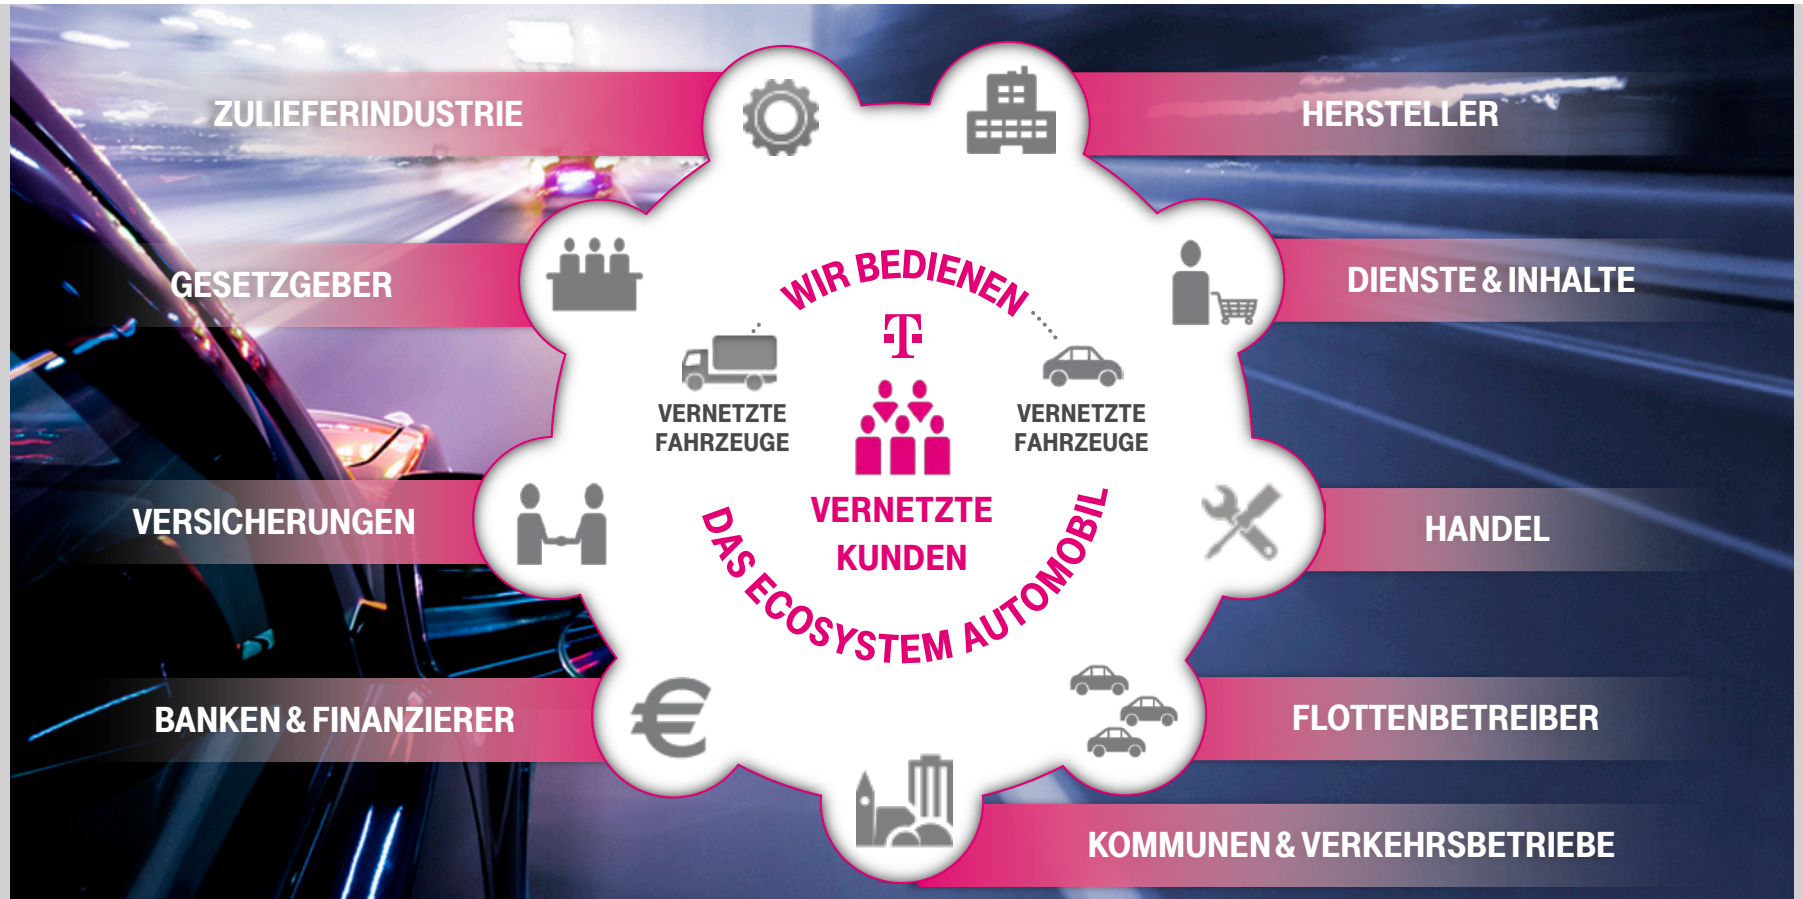 ZULIEFERINDUSTRIE
HERSTELLER
GESETZGEBER
DIENSTE & INHALTE
WIR BEDIENEN
T
VERNETZTE
FAHRZEUGE
VERNETZTE
FAHRZEUGE
VERNETZTE
KUNDEN
DAS ECOSYSTEM AUTOMOBIL
VERSICHERUNGEN
HANDEL
BANKEN & FINANZIERER
€
FLOTTENBETREIBER
KOMMUNEN & VERKEHRSBETRIEBE